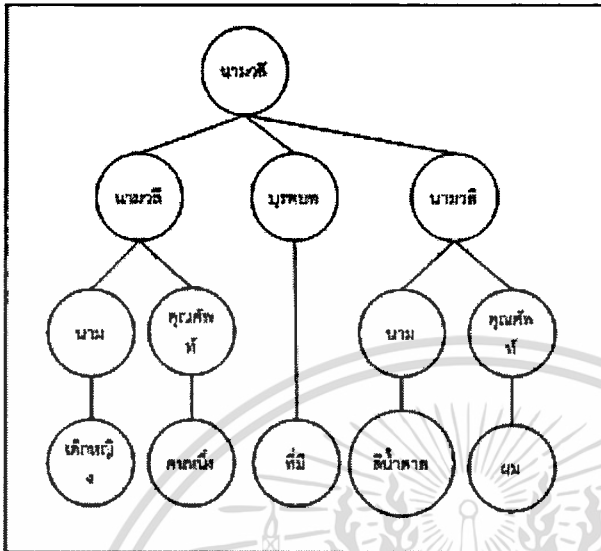 นามวลี
นามวลี บุรพบท นามวลี
นาม คุณศัพท์ นาม คุณศัพท์
เด็กหญิง คนหนึ่ง ที่มี สีน้ำตาล ผม